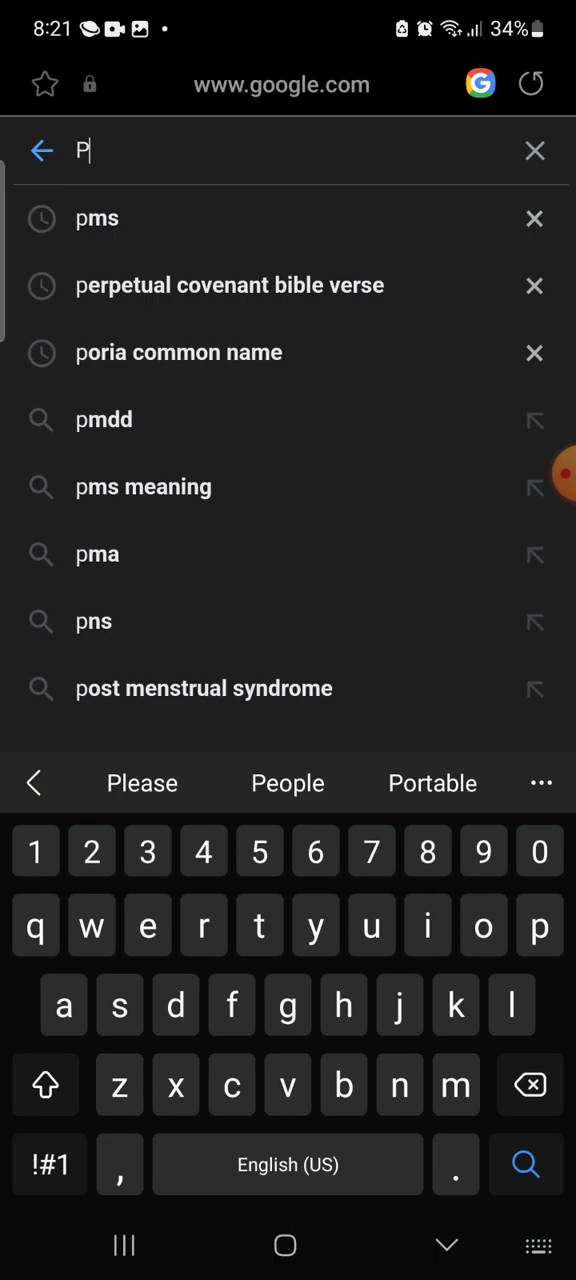 8:21 34%
www.google.com
P
pms
perpetual covenant bible verse
poria common name
pmdd
pms meaning
pma
pns
post menstrual syndrome
Please People Portable
1 2 3 4 5 6 7 8 9 0
q w e r t y u i o p
a s d f g h j k l
z x c v b n m
!#1 , English (US) .